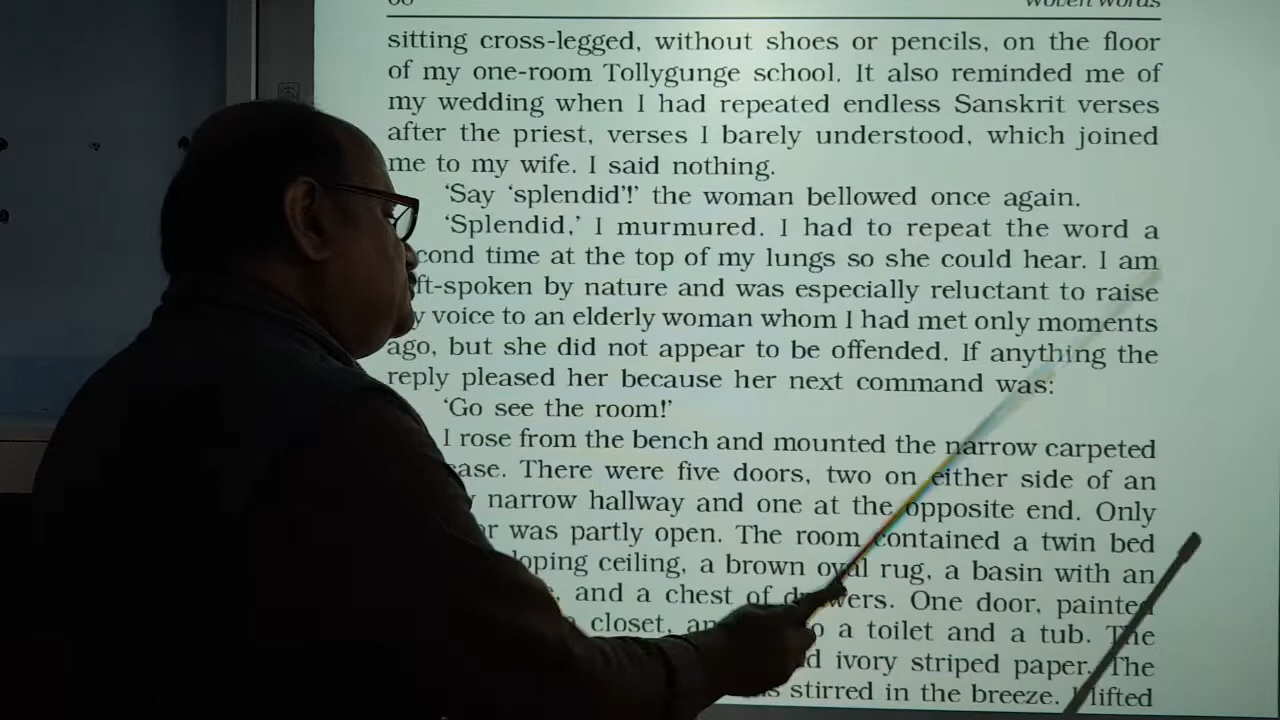 Woven Words
sitting cross-legged, without shoes or pencils, on the floor
of my one-room Tollygunge school. It also reminded me of
my wedding when I had repeated endless Sanskrit verses
after the priest, verses I barely understood, which joined
me to my wife. I said nothing.
‘Say ‘splendid’!’ the woman bellowed once again.
‘Splendid,’ I murmured. I had to repeat the word a
cond time at the top of my lungs so she could hear. I am
ft-spoken by nature and was especially reluctant to raise
y voice to an elderly woman whom I had met only moments
ago, but she did not appear to be offended. If anything the
reply pleased her because her next command was:
‘Go see the room!’
I rose from the bench and mounted the narrow carpeted
case. There were five doors, two on either side of an
narrow hallway and one at the opposite end. Only
was partly open. The room contained a twin bed
loping ceiling, a brown oval rug, a basin with an
and a chest of drawers. One door, painted
closet, to a toilet and a tub. The
ivory striped paper. The
stirred in the breeze. I lifted